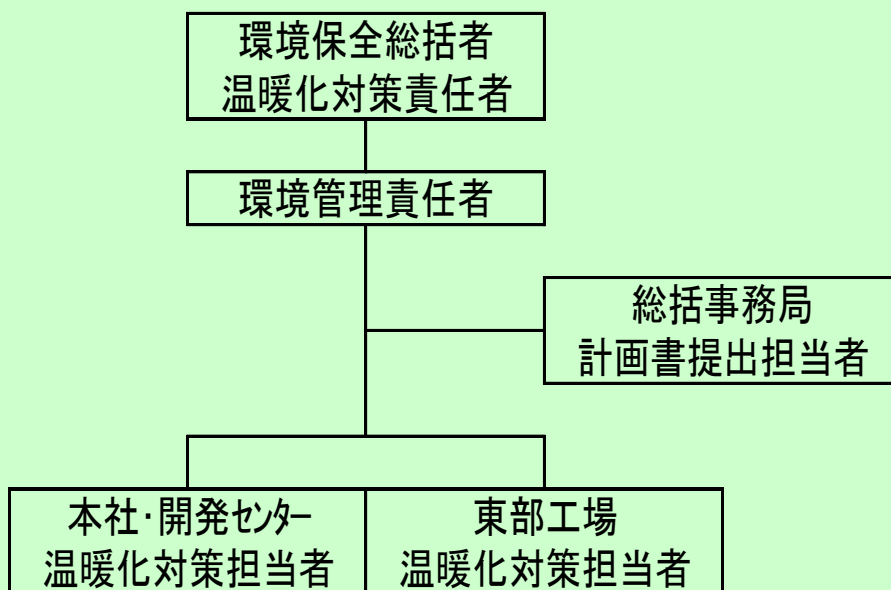 環境保全総括者
温暖化対策責任者
環境管理責任者
総括事務局
計画書提出担当者
本社･開発ｾﾝﾀｰ
温暖化対策担当者
東部工場
温暖化対策担当者